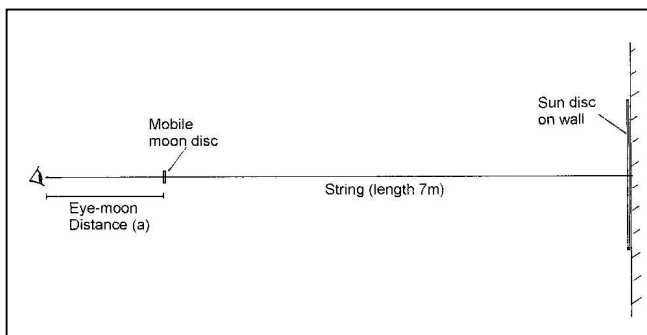 Mobile
moon disc
Sun disc
on wall
String (length 7m)
Eye-moon
Distance (a)